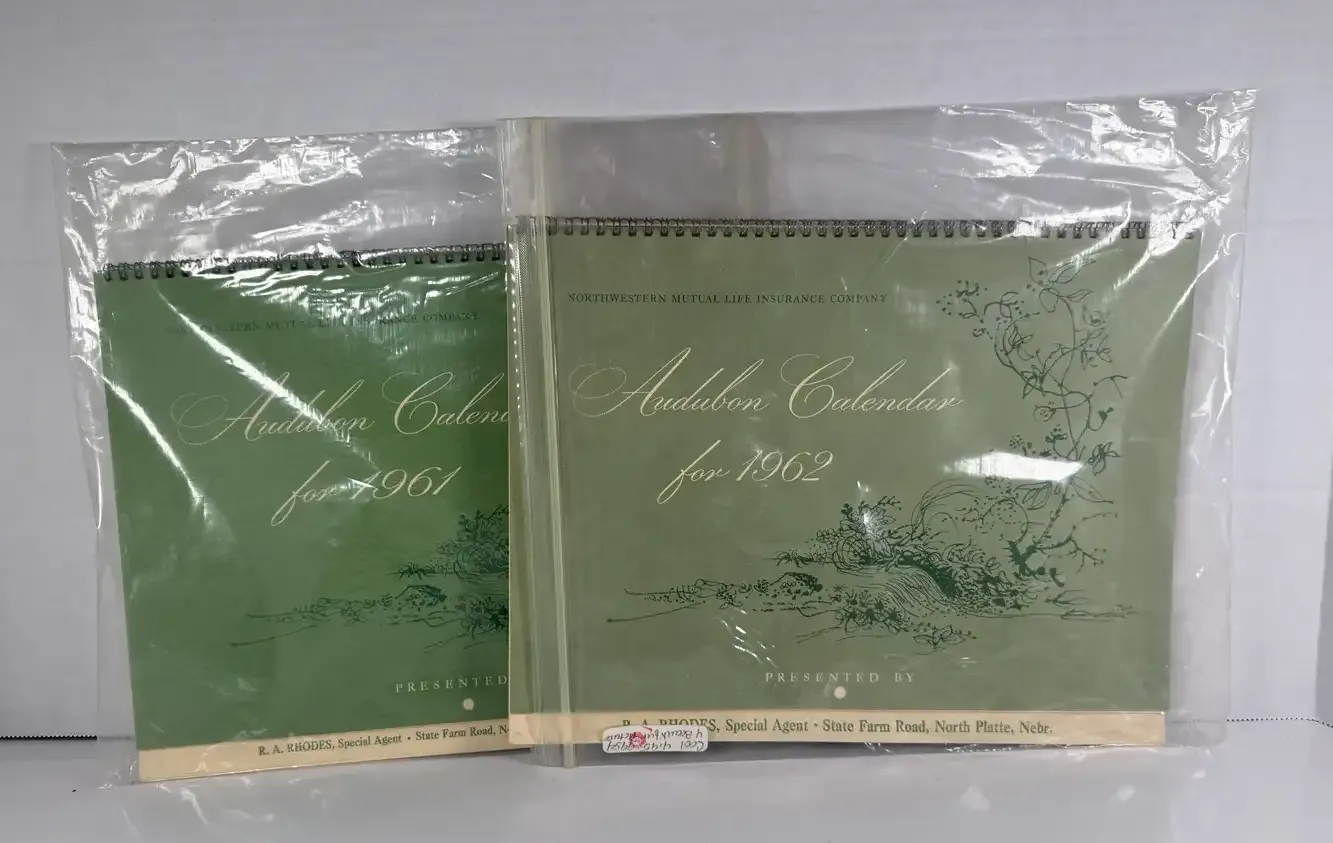 NORTHWESTERN MUTUAL LIFE INSURANCE COMPANY
Audubon Calend
for 1961
PRESENTED
R. A. RHODES, Special Agent • State Farm Road, N
NORTHWESTERN MUTUAL LIFE INSURANCE COMPANY
Audubon Calendar
for 1962
PRESENTED BY
R. A. RHODES, Special Agent • State Farm Road, North Platte, Nebr.